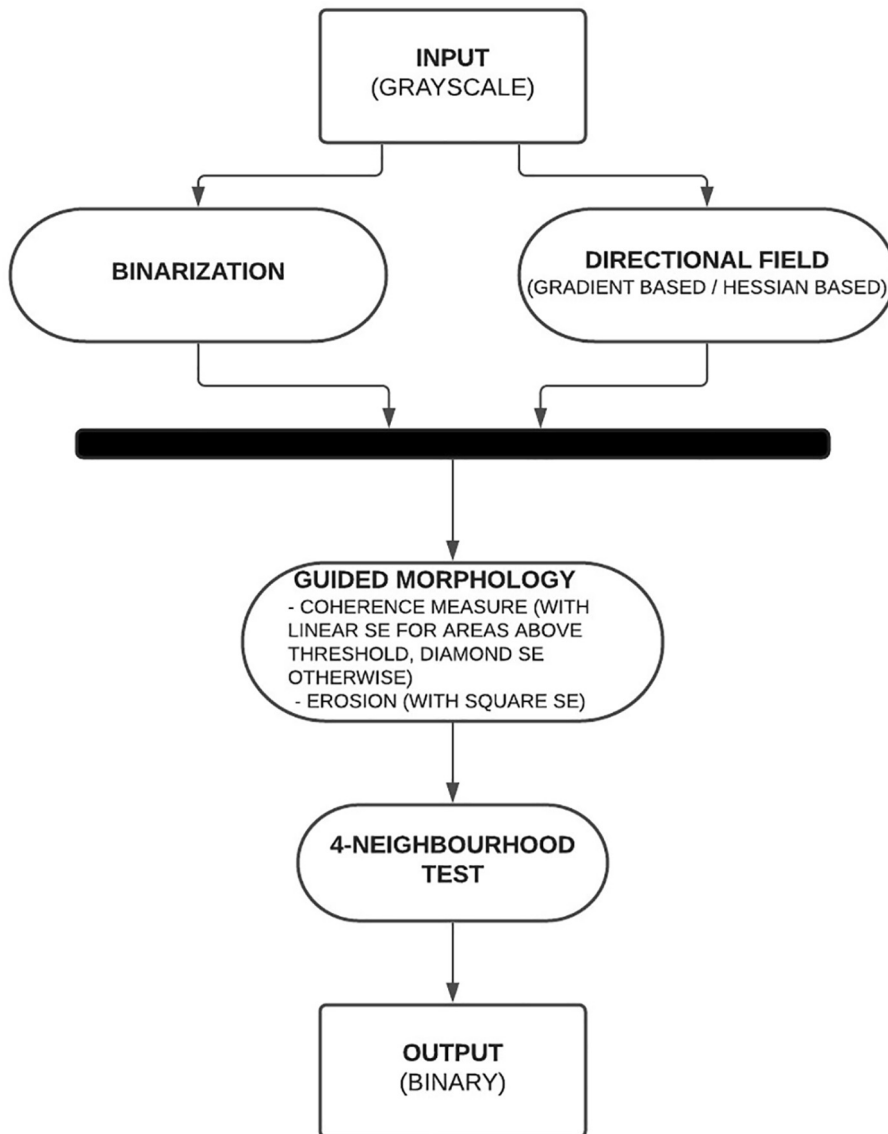 INPUT
(GRAYSCALE)
BINARIZATION
DIRECTIONAL FIELD
(GRADIENT BASED / HESSIAN BASED)
GUIDED MORPHOLOGY
- COHERENCE MEASURE (WITH
LINEAR SE FOR AREAS ABOVE
THRESHOLD, DIAMOND SE
OTHERWISE)
- EROSION (WITH SQUARE SE)
4-NEIGHBOURHOOD
TEST
OUTPUT
(BINARY)